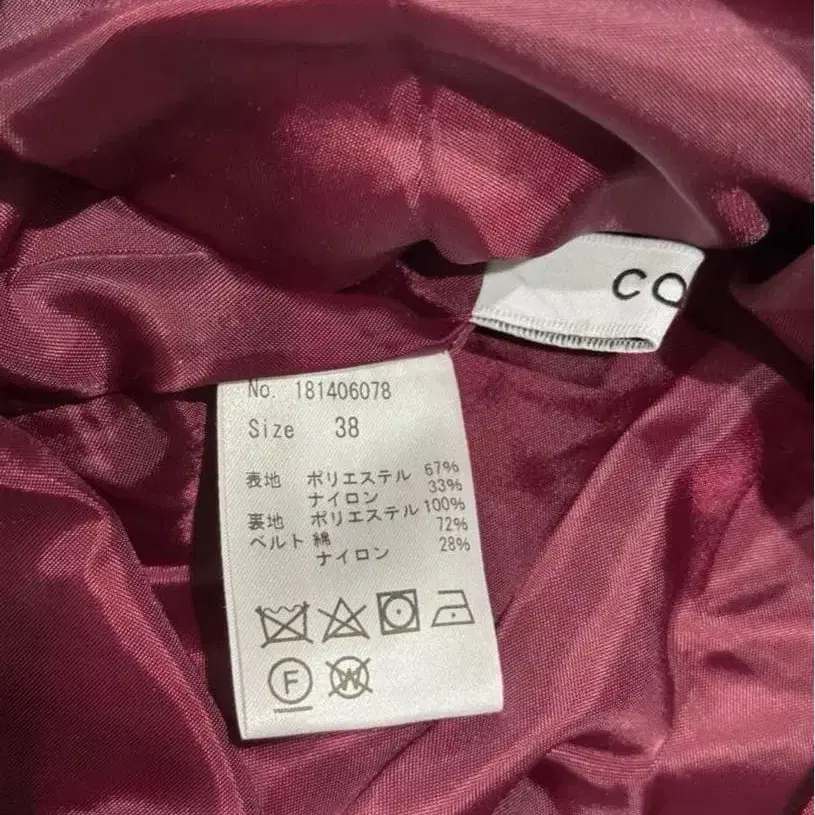 CO
No. 181406078
Size 38
表地 ポリエステル 67%
ナイロン 33%
裏地 ポリエステル 100%
ベルト 綿 72%
ナイロン 28%
F
W